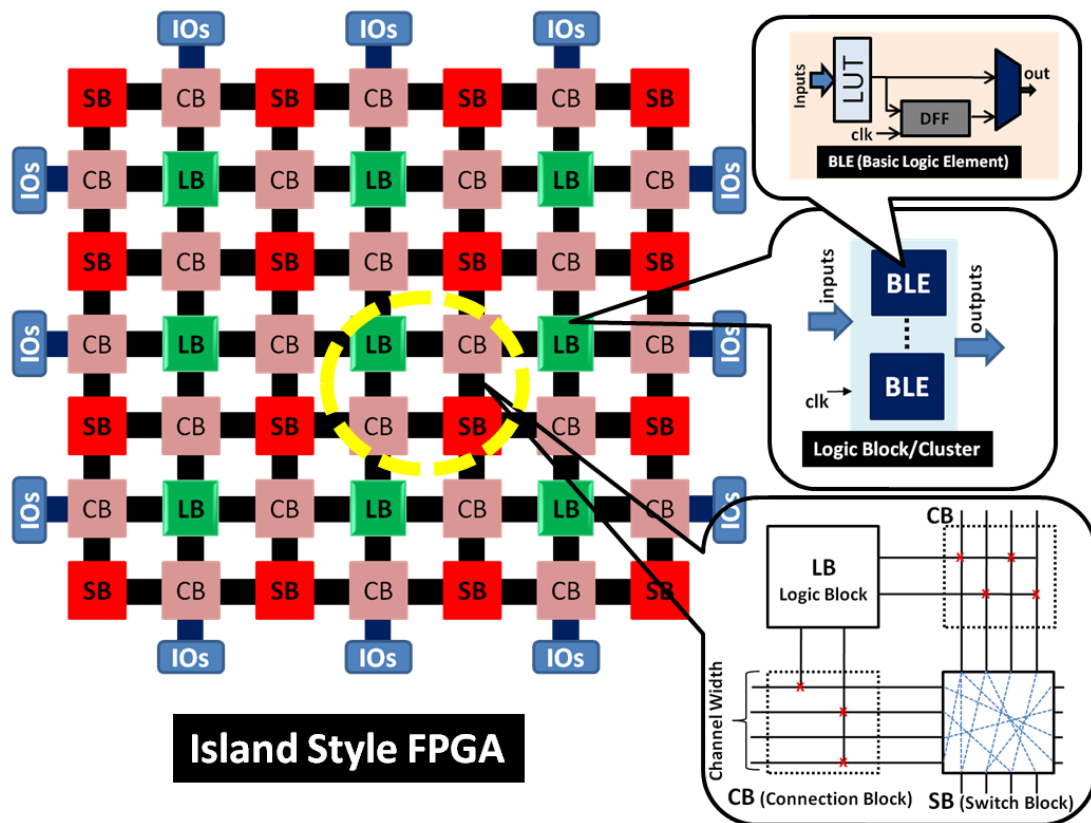 IOs IOs IOs
SB CB SB CB SB CB SB
IOs CB LB CB LB CB LB CB IOs
SB CB SB CB SB CB SB
IOs CB LB CB LB CB LB CB IOs
SB CB SB CB SB CB SB
IOs CB LB CB LB CB LB CB IOs
SB CB SB CB SB CB SB
IOs IOs IOs
Island Style FPGA
Inputs
LUT
DFF
clk
out
BLE (Basic Logic Element)
inputs
BLE
BLE
outputs
clk
Logic Block/Cluster
CB
LB
Logic Block
Channel Width
CB (Connection Block)
SB (Switch Block)